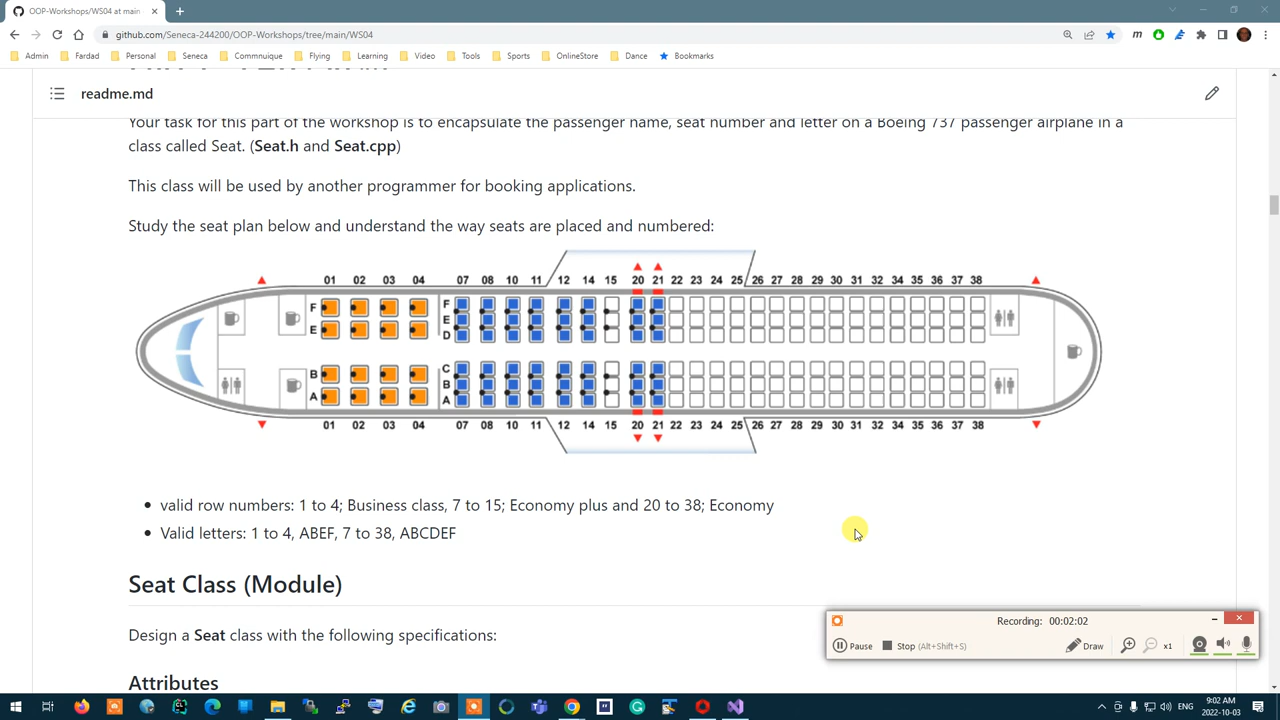 OOP-Workshops/WS04 at main
github.com/Seneca-244200/OOP-Workshops/tree/main/WS04
Admin Fardad Personal Seneca Commnuique Flying Learning Video Tools Sports OnlineStore Dance Bookmarks
readme.md
Your task for this part of the workshop is to encapsulate the passenger name, seat number and letter on a Boeing 737 passenger airplane in a
class called Seat. (Seat.h and Seat.cpp)
This class will be used by another programmer for booking applications.
Study the seat plan below and understand the way seats are placed and numbered:
01 02 03 04 07 08 10 11 12 14 15 20 21 22 23 24 25 26 27 28 29 30 31 32 34 35 36 37 38
F F
E E
D
B C
B
A A
01 02 03 04 07 08 10 11 12 14 15 20 21 22 23 24 25 26 27 28 29 30 31 32 34 35 36 37 38
• valid row numbers: 1 to 4; Business class, 7 to 15; Economy plus and 20 to 38; Economy
• Valid letters: 1 to 4, ABEF, 7 to 38, ABCDEF
Seat Class (Module)
Design a Seat class with the following specifications:
Attributes
Recording: 00:02:02
Pause Stop (Alt+Shift+S) Draw x1
ENG 9:02 AM
2022-10-03